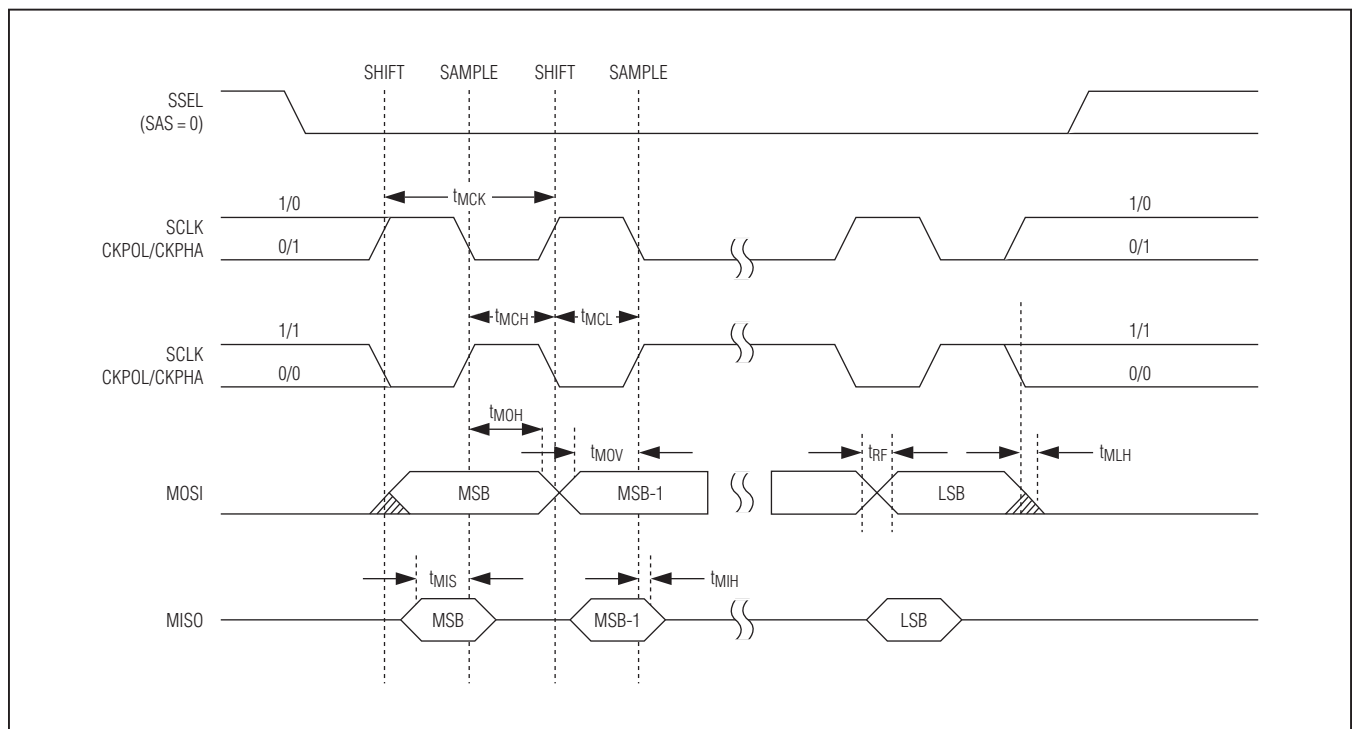 SHIFT SAMPLE SHIFT SAMPLE
SSEL
(SAS = 0)
tMCK
1/0 1/0
SCLK
CKPOL/CKPHA
0/1 0/1
tMCH tMCL
1/1 1/1
SCLK
CKPOL/CKPHA
0/0 0/0
tMOH
tMOV tRF tMLH
MOSI MSB MSB-1 LSB
tMIS tMIH
MISO MSB MSB-1 LSB